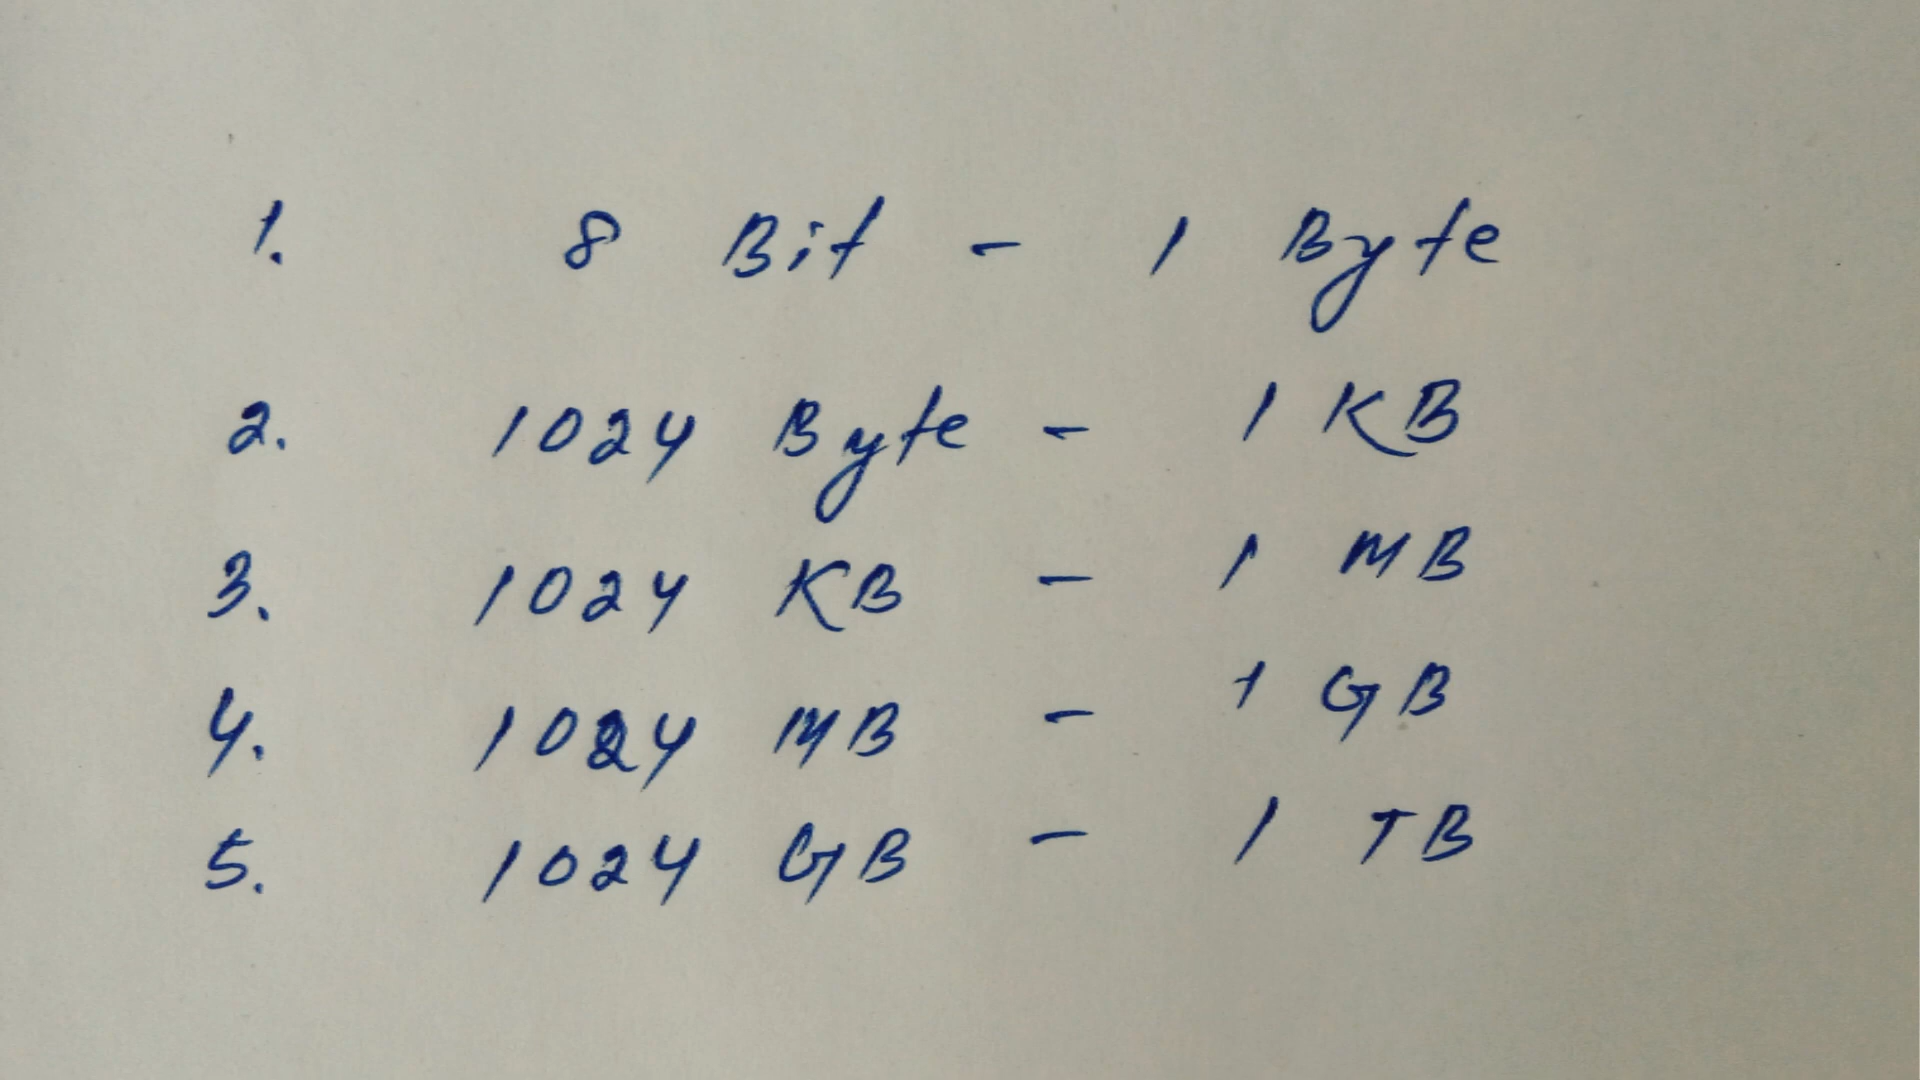 1. 8 Bit - 1 Byte
2. 1024 Byte - 1 KB
3. 1024 KB - 1 MB
4. 1024 MB - 1 GB
5. 1024 GB - 1 TB